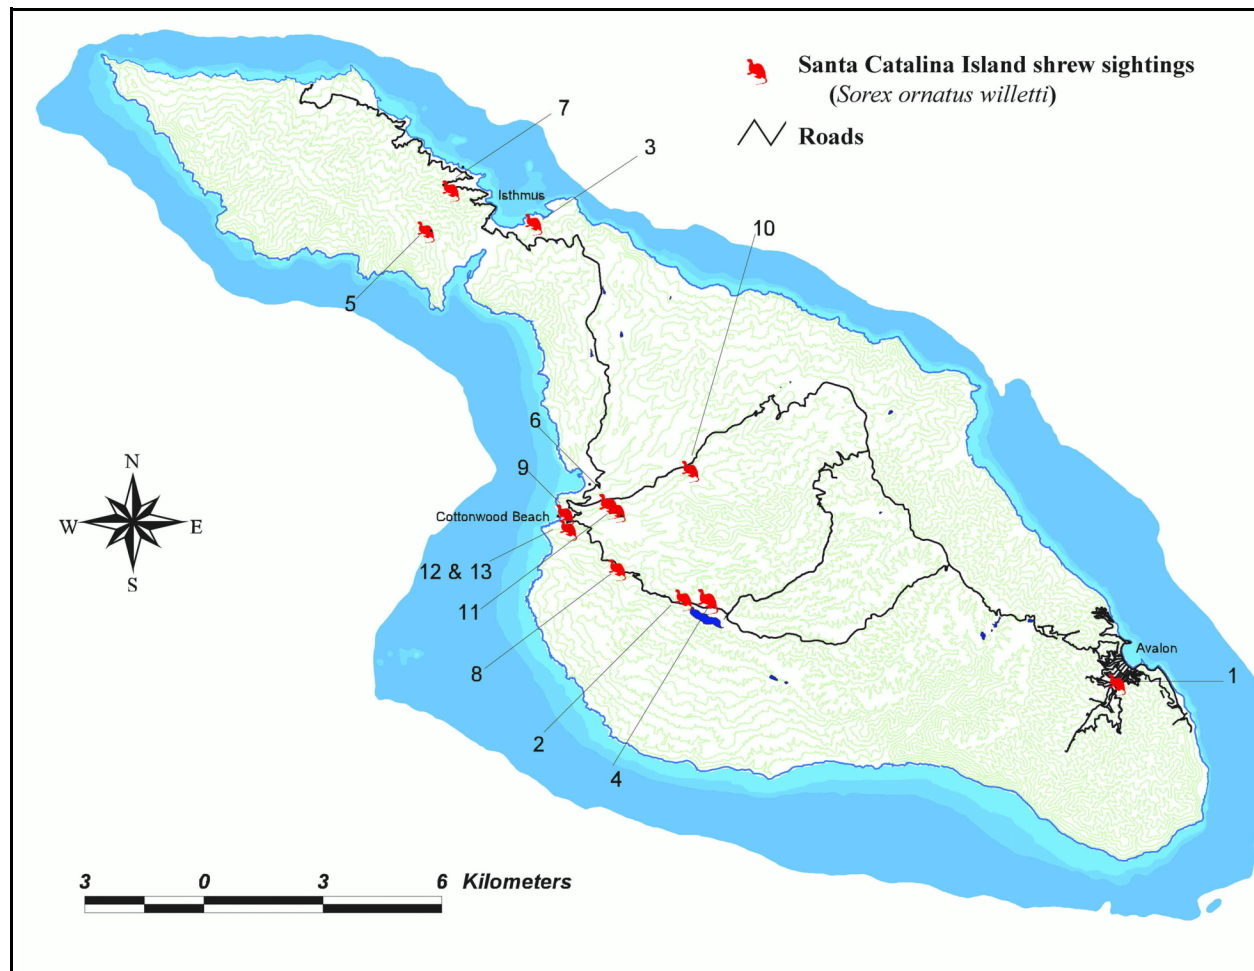 Santa Catalina Island shrew sightings
(Sorex ornatus willetti)
Roads
7
3
Isthmus
10
5
6
9
N
W E
S
Cottonwood Beach
12 & 13
11
Avalon
1
8
2
4
3 0 3 6 Kilometers